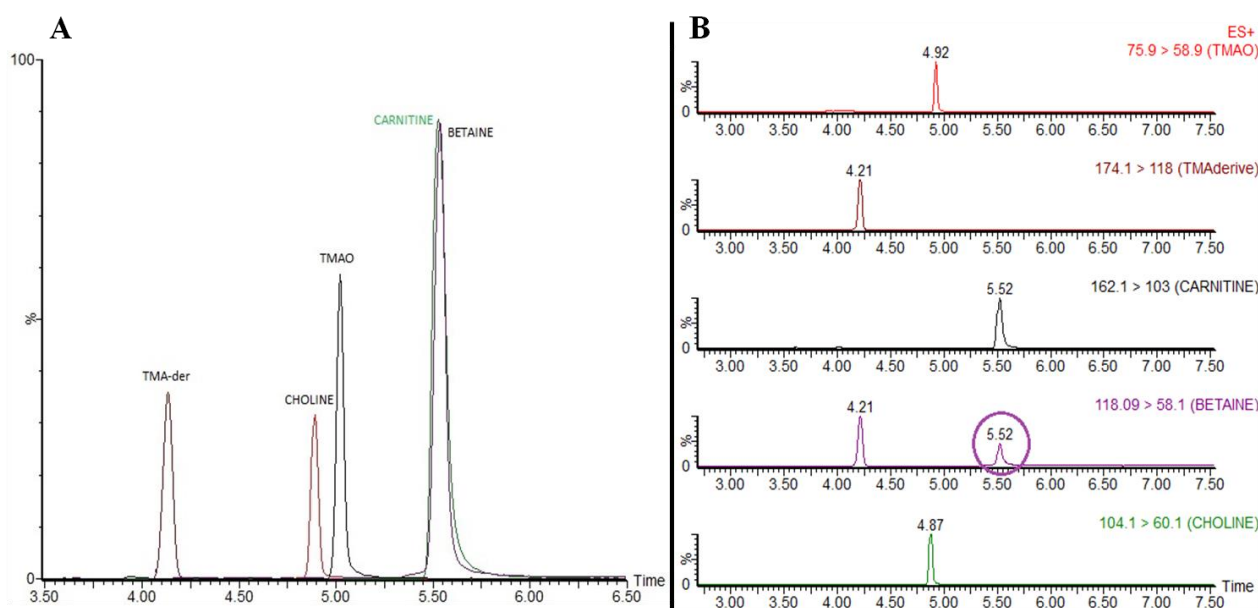 A
100
%
0
TMA-der
CHOLINE
TMAO
CARNITINE
BETAINE
Time
3.50 4.00 4.50 5.00 5.50 6.00 6.50
B
ES+
75.9 > 58.9 (TMAO)
4.92
%
0
3.00 3.50 4.00 4.50 5.00 5.50 6.00 6.50 7.00 7.50
174.1 > 118 (TMAderive)
4.21
%
0
3.00 3.50 4.00 4.50 5.00 5.50 6.00 6.50 7.00 7.50
162.1 > 103 (CARNITINE)
5.52
%
0
3.00 3.50 4.00 4.50 5.00 5.50 6.00 6.50 7.00 7.50
118.09 > 58.1 (BETAINE)
4.21 5.52
%
0
3.00 3.50 4.00 4.50 5.00 5.50 6.00 6.50 7.00 7.50
104.1 > 60.1 (CHOLINE)
4.87
%
0
Time
3.00 3.50 4.00 4.50 5.00 5.50 6.00 6.50 7.00 7.50